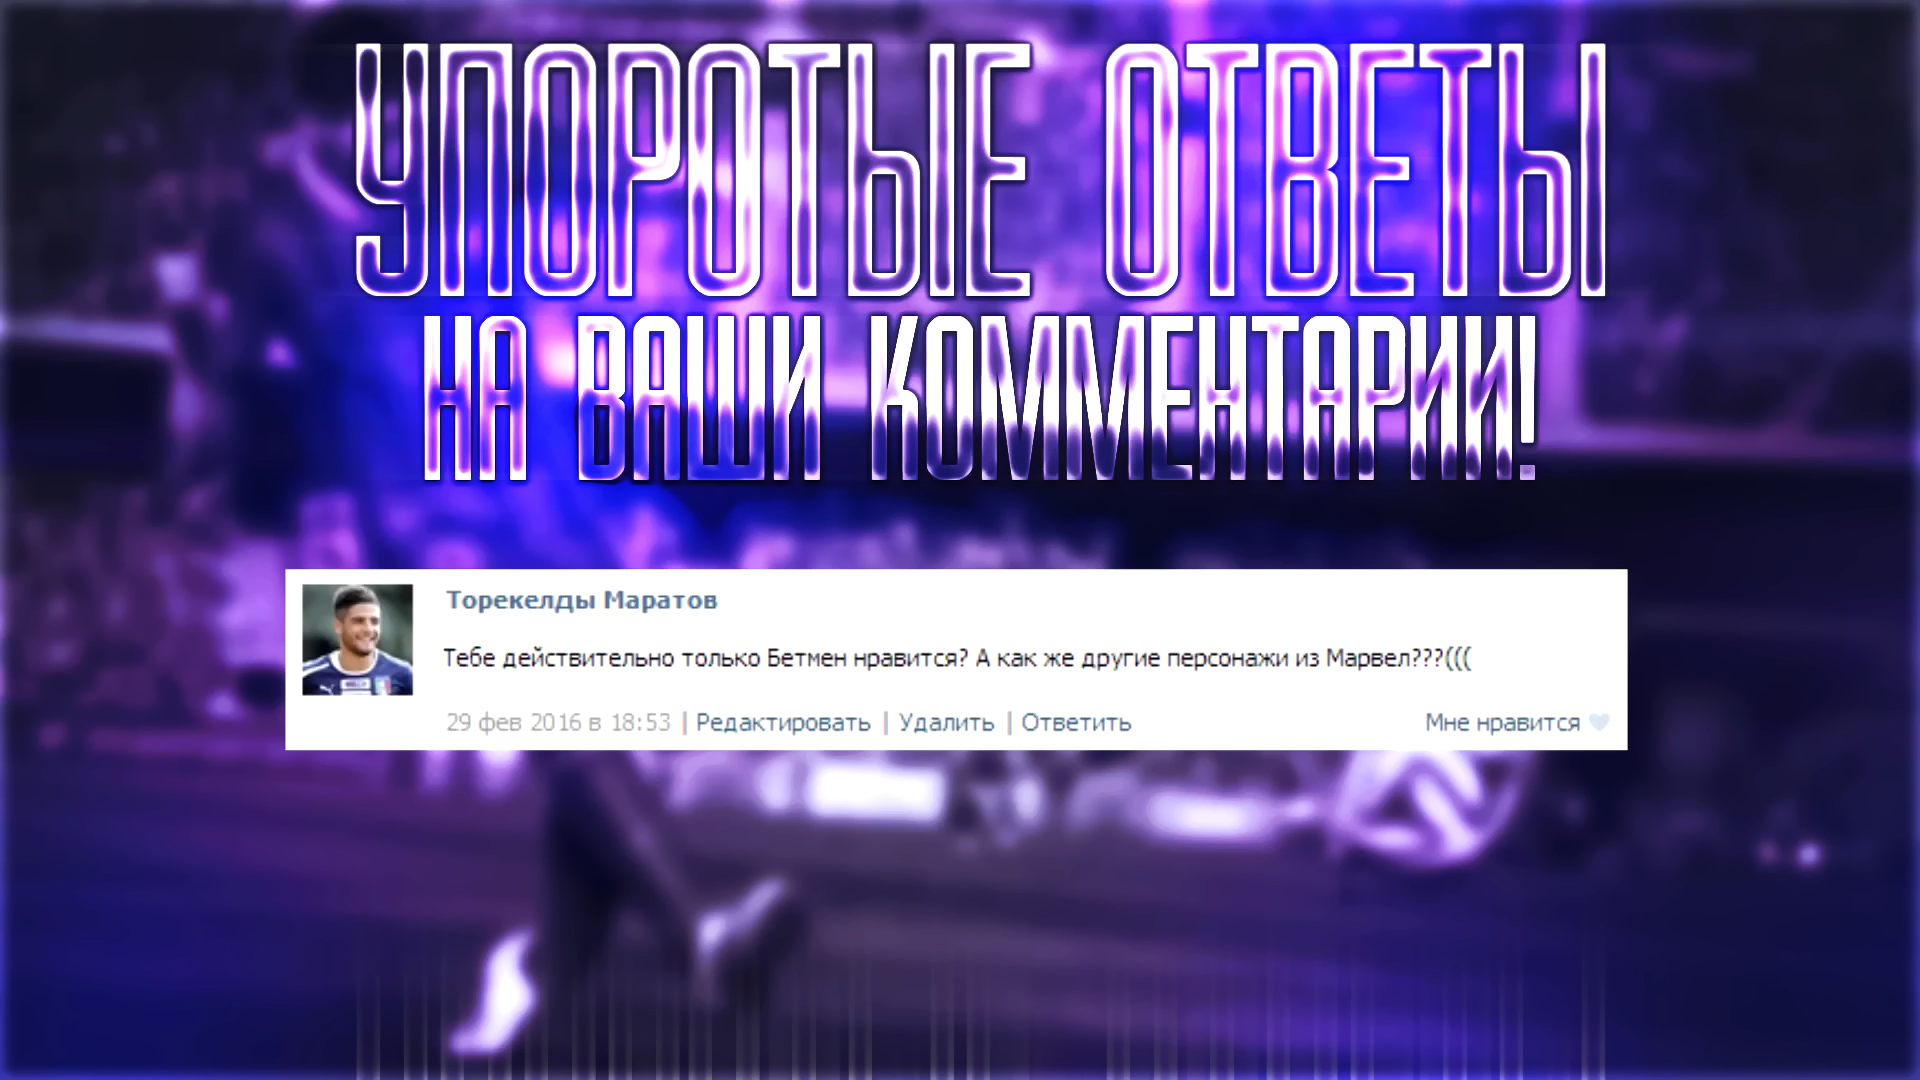 УПОРОТЫЕ ОТВЕТЫ
НА ВАШИ КОММЕНТАРИИ!
Торекелды Маратов
Тебе действительно только Бетмен нравится? А как же другие персонажи из Марвел???(((
29 фев 2016 в 18:53 | Редактировать | Удалить | Ответить Мне нравится